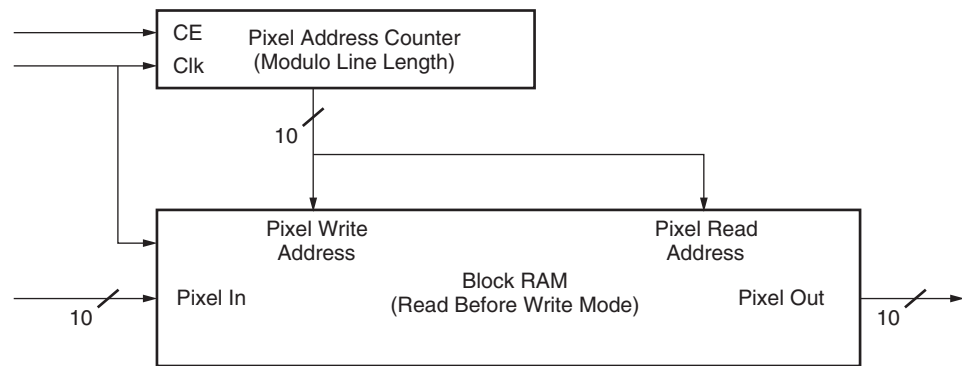 CE
Clk
Pixel Address Counter
(Modulo Line Length)
10
Pixel Write
Address
Pixel Read
Address
Pixel In
Block RAM
(Read Before Write Mode)
Pixel Out
10
10